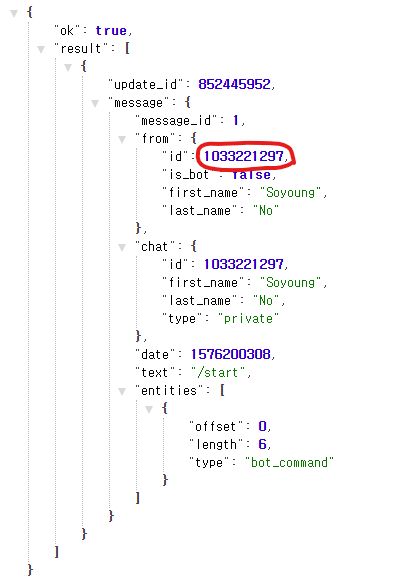 {
"ok": true,
"result": [
{
"update_id": 852445952,
"message": {
"message_id": 1,
"from": {
"id": 1033221297,
"is_bot": false,
"first_name": "Soyoung",
"last_name": "No"
},
"chat": {
"id": 1033221297,
"first_name": "Soyoung",
"last_name": "No",
"type": "private"
},
"date": 1576200308,
"text": "/start",
"entities": [
{
"offset": 0,
"length": 6,
"type": "bot_command"
}
]
}
}
]
}